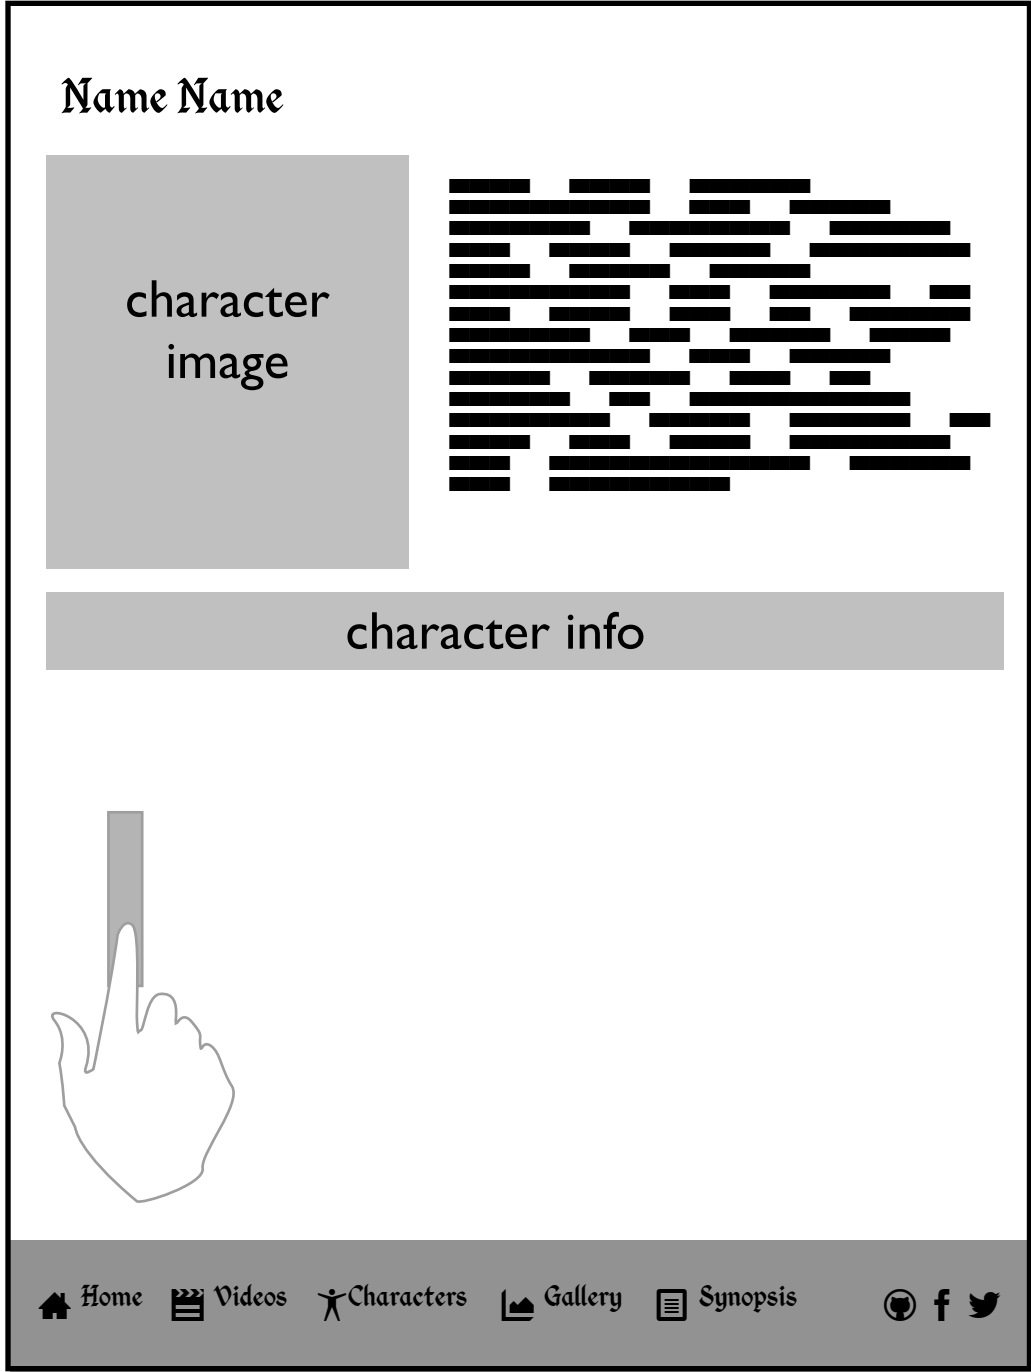 Name Name
character
image
character info
Home Videos Characters Gallery Synopsis